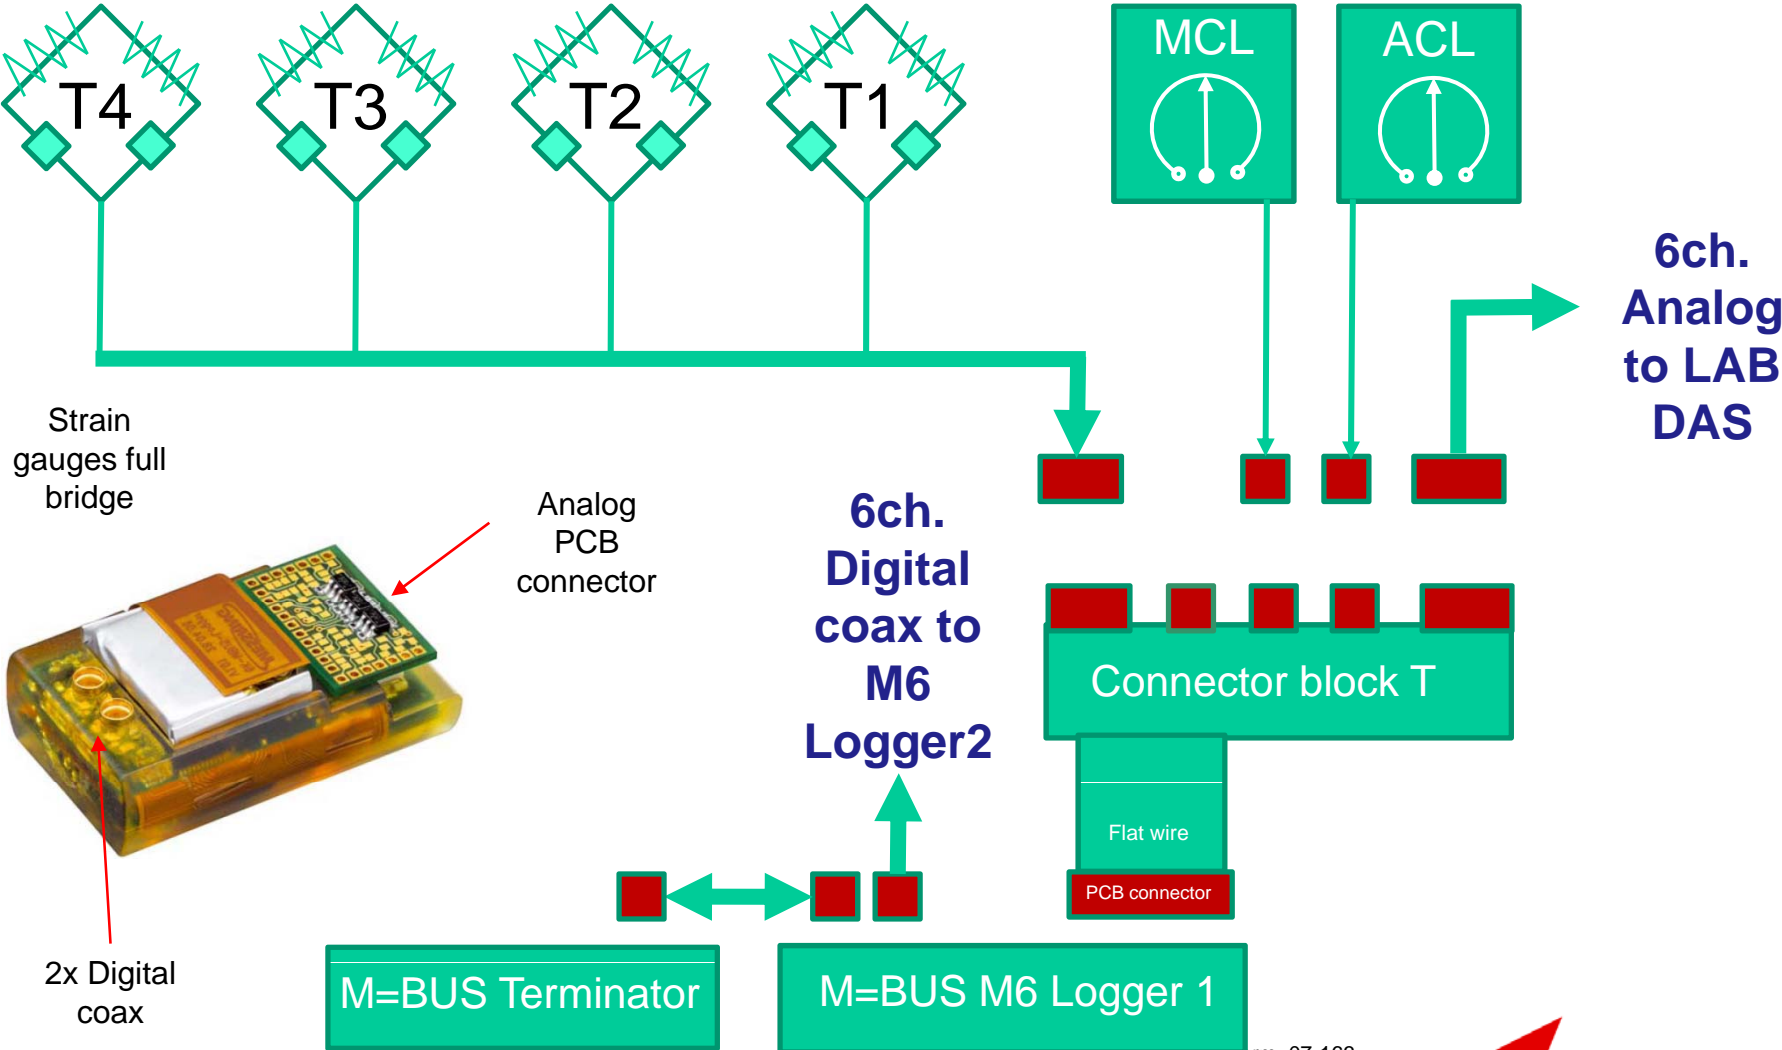 T4
T3
T2
T1
MCL
ACL
6ch.
Analog
to LAB
DAS
Strain
gauges full
bridge
Analog
PCB
connector
6ch.
Digital
coax to
M6
Logger2
Connector block T
Flat wire
PCB connector
2x Digital
coax
M=BUS Terminator
M=BUS M6 Logger 1